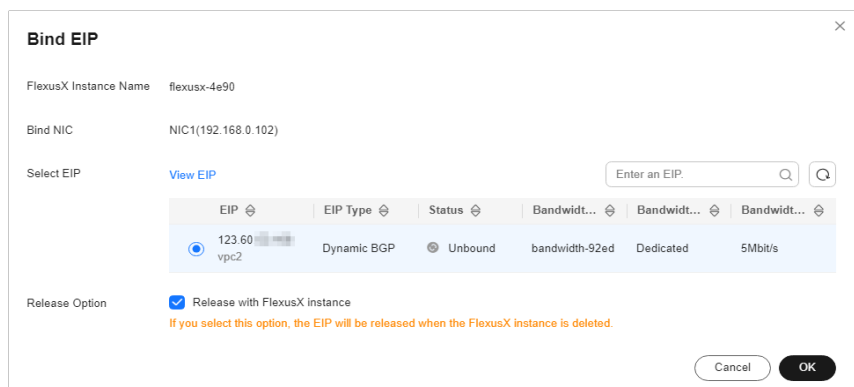 Bind EIP
FlexusX Instance Name flexusx-4e90
Bind NIC NIC1(192.168.0.102)
Select EIP View EIP Enter an EIP.
EIP EIP Type Status Bandwidt... Bandwidt... Bandwidt...
123.60 Dynamic BGP Unbound bandwidth-92ed Dedicated 5Mbit/s
vpc2
Release Option Release with FlexusX instance
If you select this option, the EIP will be released when the FlexusX instance is deleted.
Cancel OK